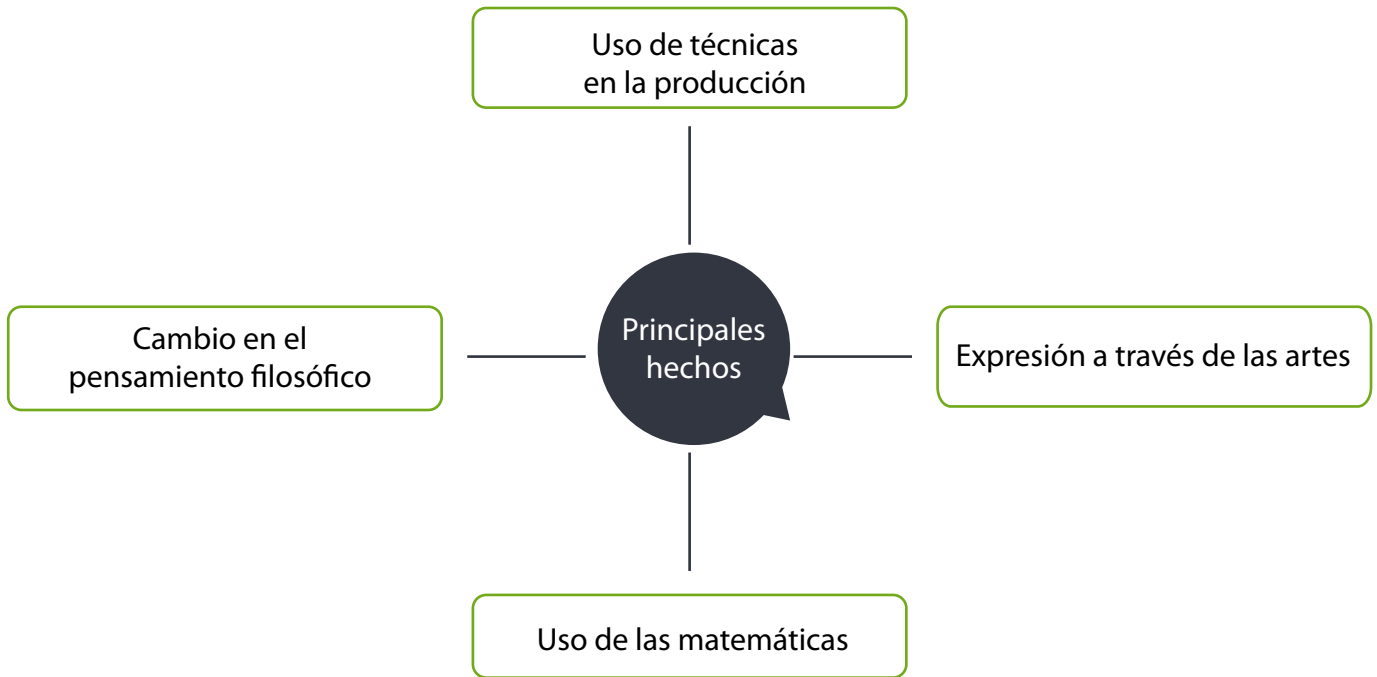 Uso de técnicas
en la producción
Cambio en el
pensamiento filosófico
Principales
hechos
Expresión a través de las artes
Uso de las matemáticas